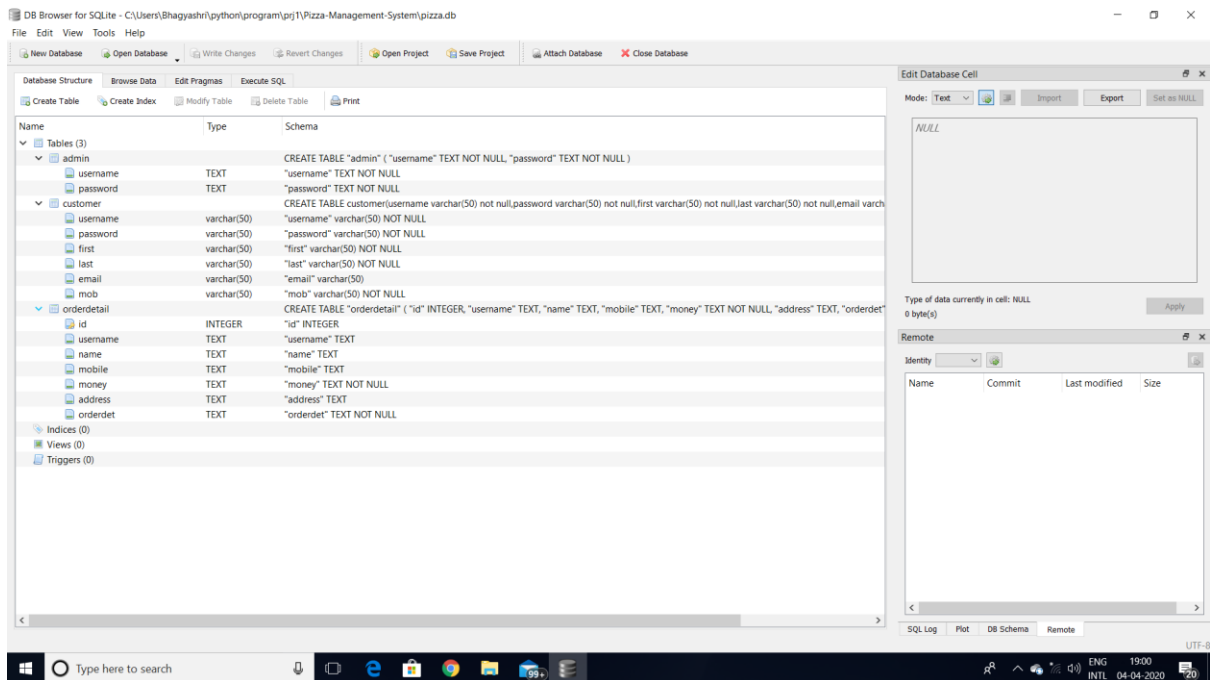 DB Browser for SQLite - C:\Users\Bhagyashri\python\program\prj1\Pizza-Management-System\pizza.db
File Edit View Tools Help
New Database Open Database Write Changes Revert Changes Open Project Save Project Attach Database Close Database
Database Structure Browse Data Edit Pragmas Execute SQL
Create Table Create Index Modify Table Delete Table Print
Name Type Schema
Tables (3)
admin CREATE TABLE "admin" ( "username" TEXT NOT NULL, "password" TEXT NOT NULL )
username TEXT "username" TEXT NOT NULL
password TEXT "password" TEXT NOT NULL
customer CREATE TABLE customer(username varchar(50) not null,password varchar(50) not null,first varchar(50) not null,last varchar(50) not null,email varch
username varchar(50) "username" varchar(50) NOT NULL
password varchar(50) "password" varchar(50) NOT NULL
first varchar(50) "first" varchar(50) NOT NULL
last varchar(50) "last" varchar(50) NOT NULL
email varchar(50) "email" varchar(50)
mob varchar(50) "mob" varchar(50) NOT NULL
orderdetail CREATE TABLE "orderdetail" ( "id" INTEGER, "username" TEXT, "name" TEXT, "mobile" TEXT, "money" TEXT NOT NULL, "address" TEXT, "orderdet"
id INTEGER "id" INTEGER
username TEXT "username" TEXT
name TEXT "name" TEXT
mobile TEXT "mobile" TEXT
money TEXT "money" TEXT NOT NULL
address TEXT "address" TEXT
orderdet TEXT "orderdet" TEXT NOT NULL
Indices (0)
Views (0)
Triggers (0)
Edit Database Cell
Mode: Text Import Export Set as NULL
NULL
Type of data currently in cell: NULL
0 byte(s)
Apply
Remote
Identity
Name Commit Last modified Size
SQL Log Plot DB Schema Remote
UTF-8
Type here to search
99+
ENG 19:00
INTL 04-04-2020
20